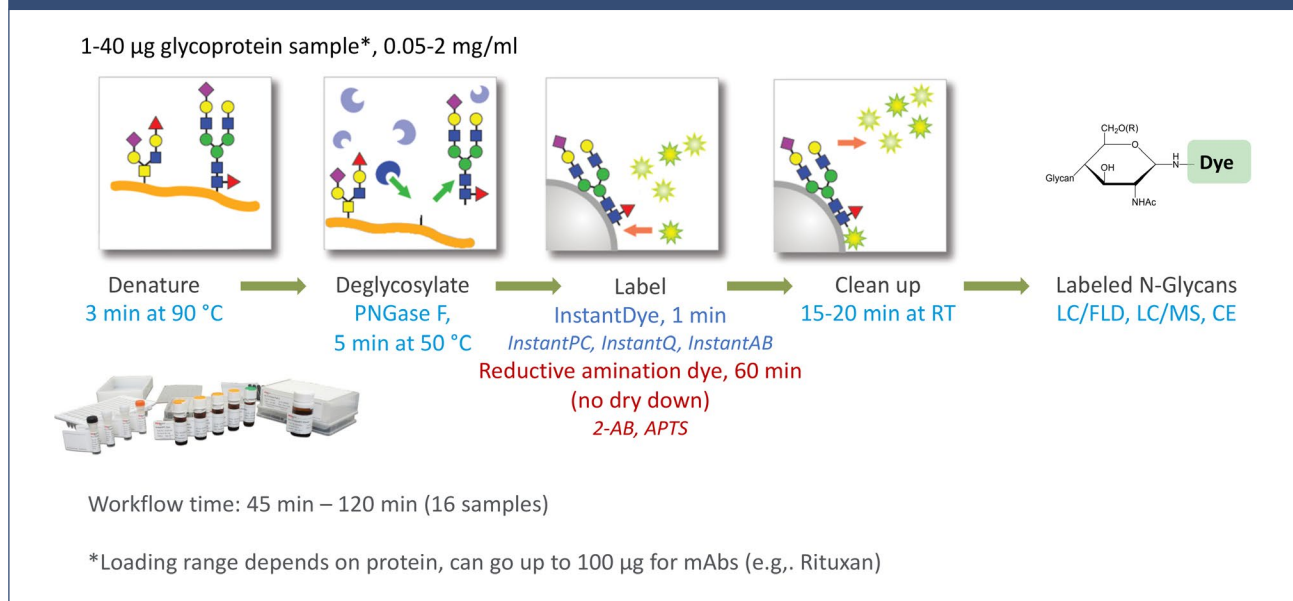 1-40 µg glycoprotein sample*, 0.05-2 mg/ml
CH₂O(R)
O
OH
Glycan
NHAc
H
N
Dye
Denature
3 min at 90 °C
Deglycosylate
PNGase F,
5 min at 50 °C
Label
InstantDye, 1 min
InstantPC, InstantQ, InstantAB
Reductive amination dye, 60 min
(no dry down)
2-AB, APTS
Clean up
15-20 min at RT
Labeled N-Glycans
LC/FLD, LC/MS, CE
Workflow time: 45 min – 120 min (16 samples)
*Loading range depends on protein, can go up to 100 µg for mAbs (e.g,. Rituxan)